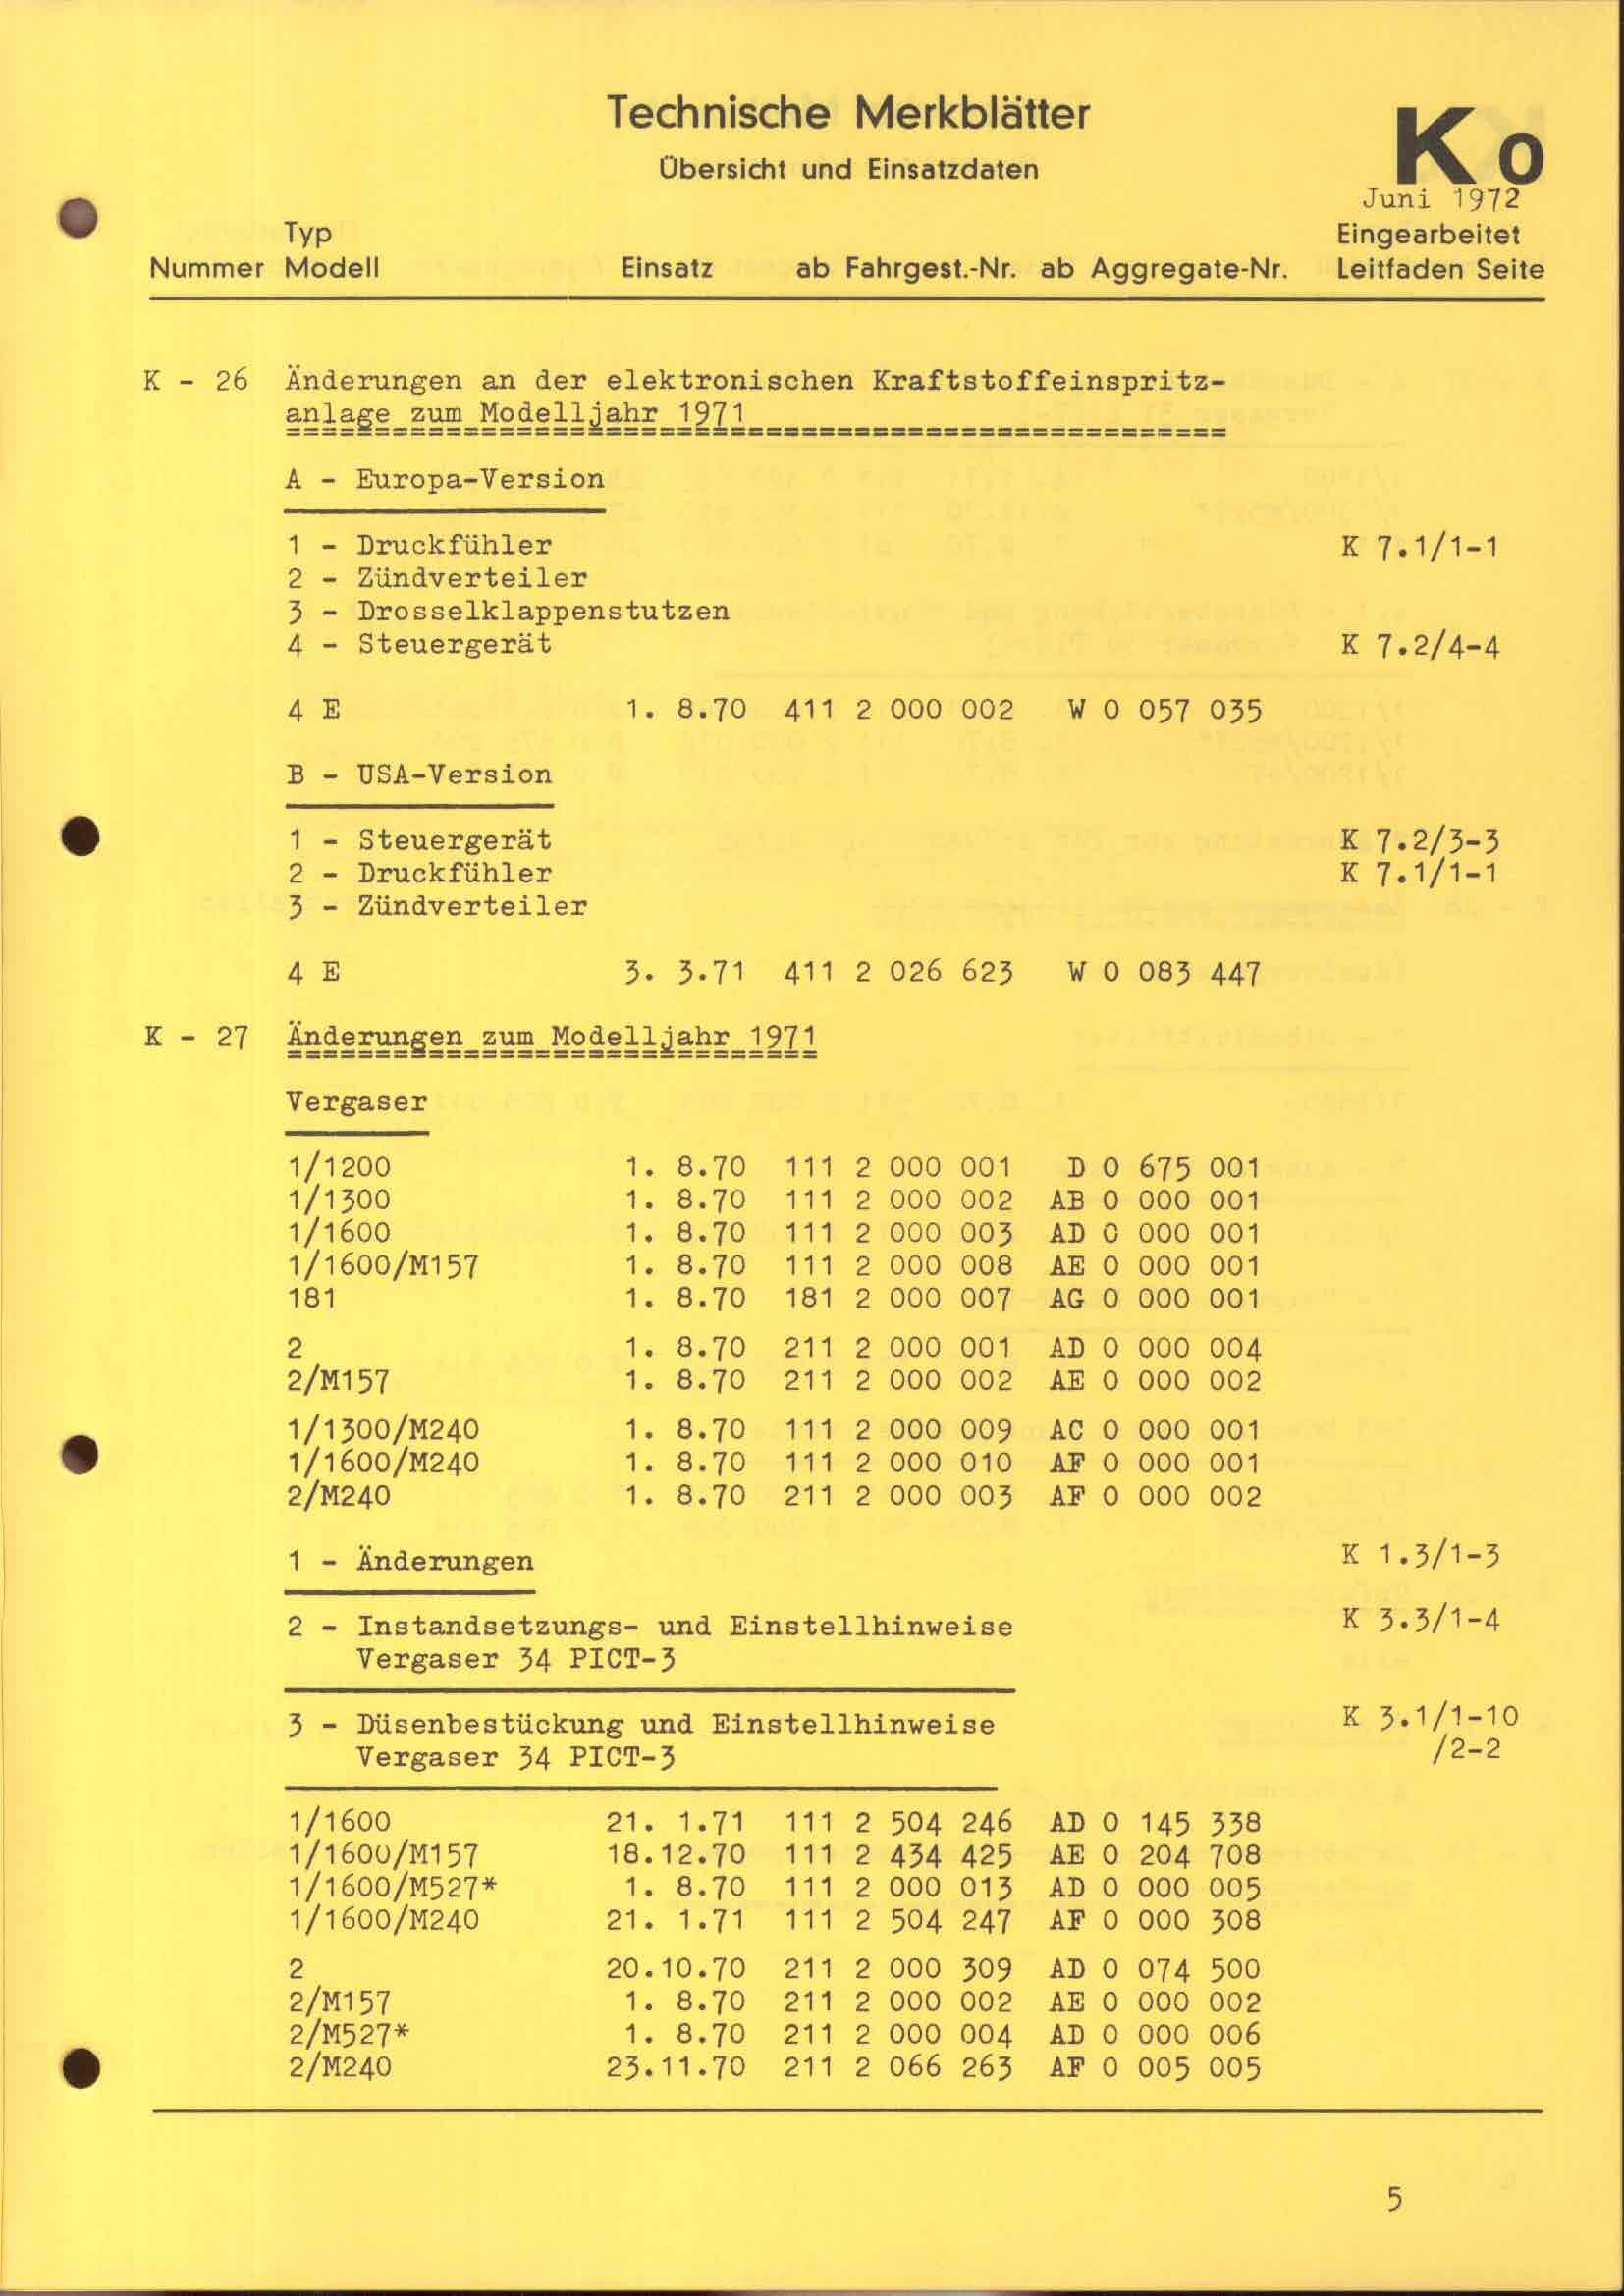 Technische Merkblätter
Übersicht und Einsatzdaten
Ko
Juni 1972
Typ Eingearbeitet
Nummer Modell Einsatz ab Fahrgest.-Nr. ab Aggregate-Nr. Leitfaden Seite
K - 26 Änderungen an der elektronischen Kraftstoffeinspritz-
anlage zum Modelljahr 1971
A - Europa-Version
1 - Druckfühler K 7.1/1-1
2 - Zündverteiler
3 - Drosselklappenstutzen
4 - Steuergerät K 7.2/4-4
4 E 1. 8.70 411 2 000 002 W 0 057 035
B - USA-Version
1 - Steuergerät K 7.2/3-3
2 - Druckfühler K 7.1/1-1
3 - Zündverteiler
4 E 3. 3.71 411 2 026 623 W 0 083 447
K - 27 Änderungen zum Modelljahr 1971
Vergaser
1/1200 1. 8.70 111 2 000 001 D 0 675 001
1/1300 1. 8.70 111 2 000 002 AB 0 000 001
1/1600 1. 8.70 111 2 000 003 AD 0 000 001
1/1600/M157 1. 8.70 111 2 000 008 AE 0 000 001
181 1. 8.70 181 2 000 007 AG 0 000 001
2 1. 8.70 211 2 000 001 AD 0 000 004
2/M157 1. 8.70 211 2 000 002 AE 0 000 002
1/1300/M240 1. 8.70 111 2 000 009 AC 0 000 001
1/1600/M240 1. 8.70 111 2 000 010 AF 0 000 001
2/M240 1. 8.70 211 2 000 003 AF 0 000 002
1 - Änderungen K 1.3/1-3
2 - Instandsetzungs- und Einstellhinweise K 3.3/1-4
Vergaser 34 PICT-3
3 - Düsenbestückung und Einstellhinweise K 3.1/1-10
Vergaser 34 PICT-3 /2-2
1/1600 21. 1.71 111 2 504 246 AD 0 145 338
1/1600/M157 18.12.70 111 2 434 425 AE 0 204 708
1/1600/M527* 1. 8.70 111 2 000 013 AD 0 000 005
1/1600/M240 21. 1.71 111 2 504 247 AF 0 000 308
2 20.10.70 211 2 000 309 AD 0 074 500
2/M157 1. 8.70 211 2 000 002 AE 0 000 002
2/M527* 1. 8.70 211 2 000 004 AD 0 000 006
2/M240 23.11.70 211 2 066 263 AF 0 005 005
5